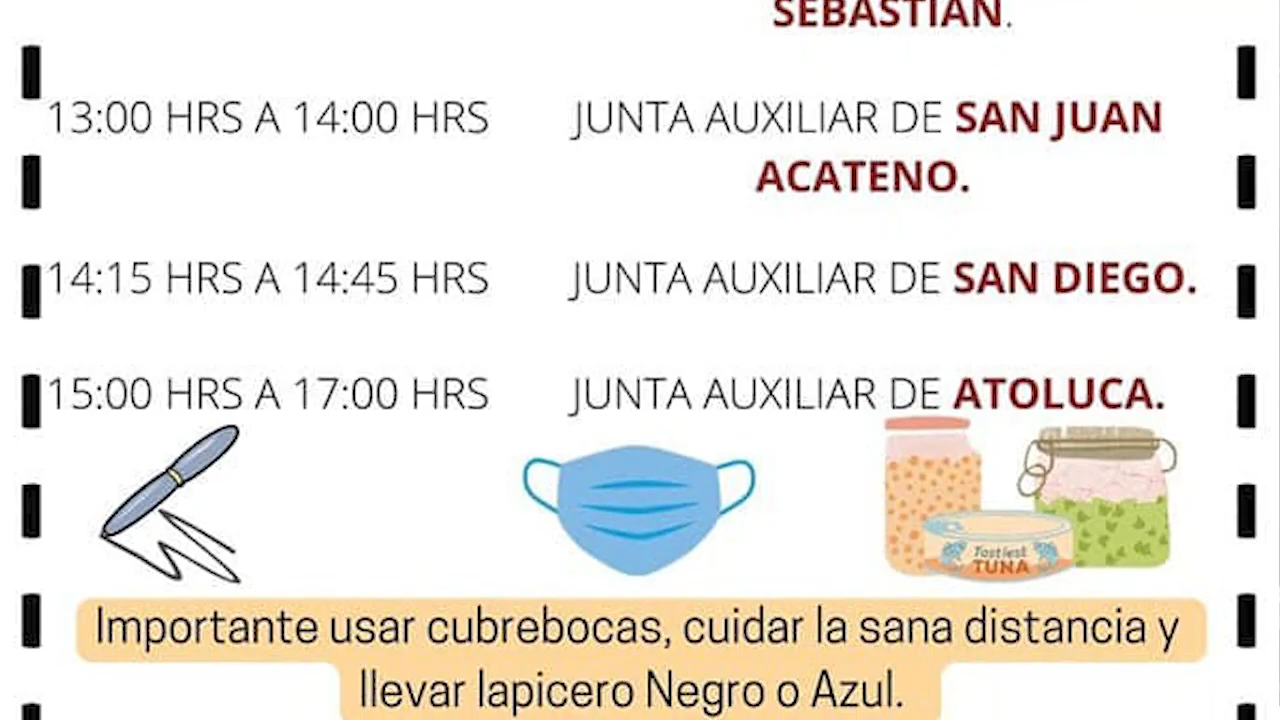 SEBASTIAN.
13:00 HRS A 14:00 HRS JUNTA AUXILIAR DE SAN JUAN
ACATENO.
14:15 HRS A 14:45 HRS JUNTA AUXILIAR DE SAN DIEGO.
15:00 HRS A 17:00 HRS JUNTA AUXILIAR DE ATOLUCA.
Tastiest
TUNA
Importante usar cubrebocas, cuidar la sana distancia y
llevar lapicero Negro o Azul.